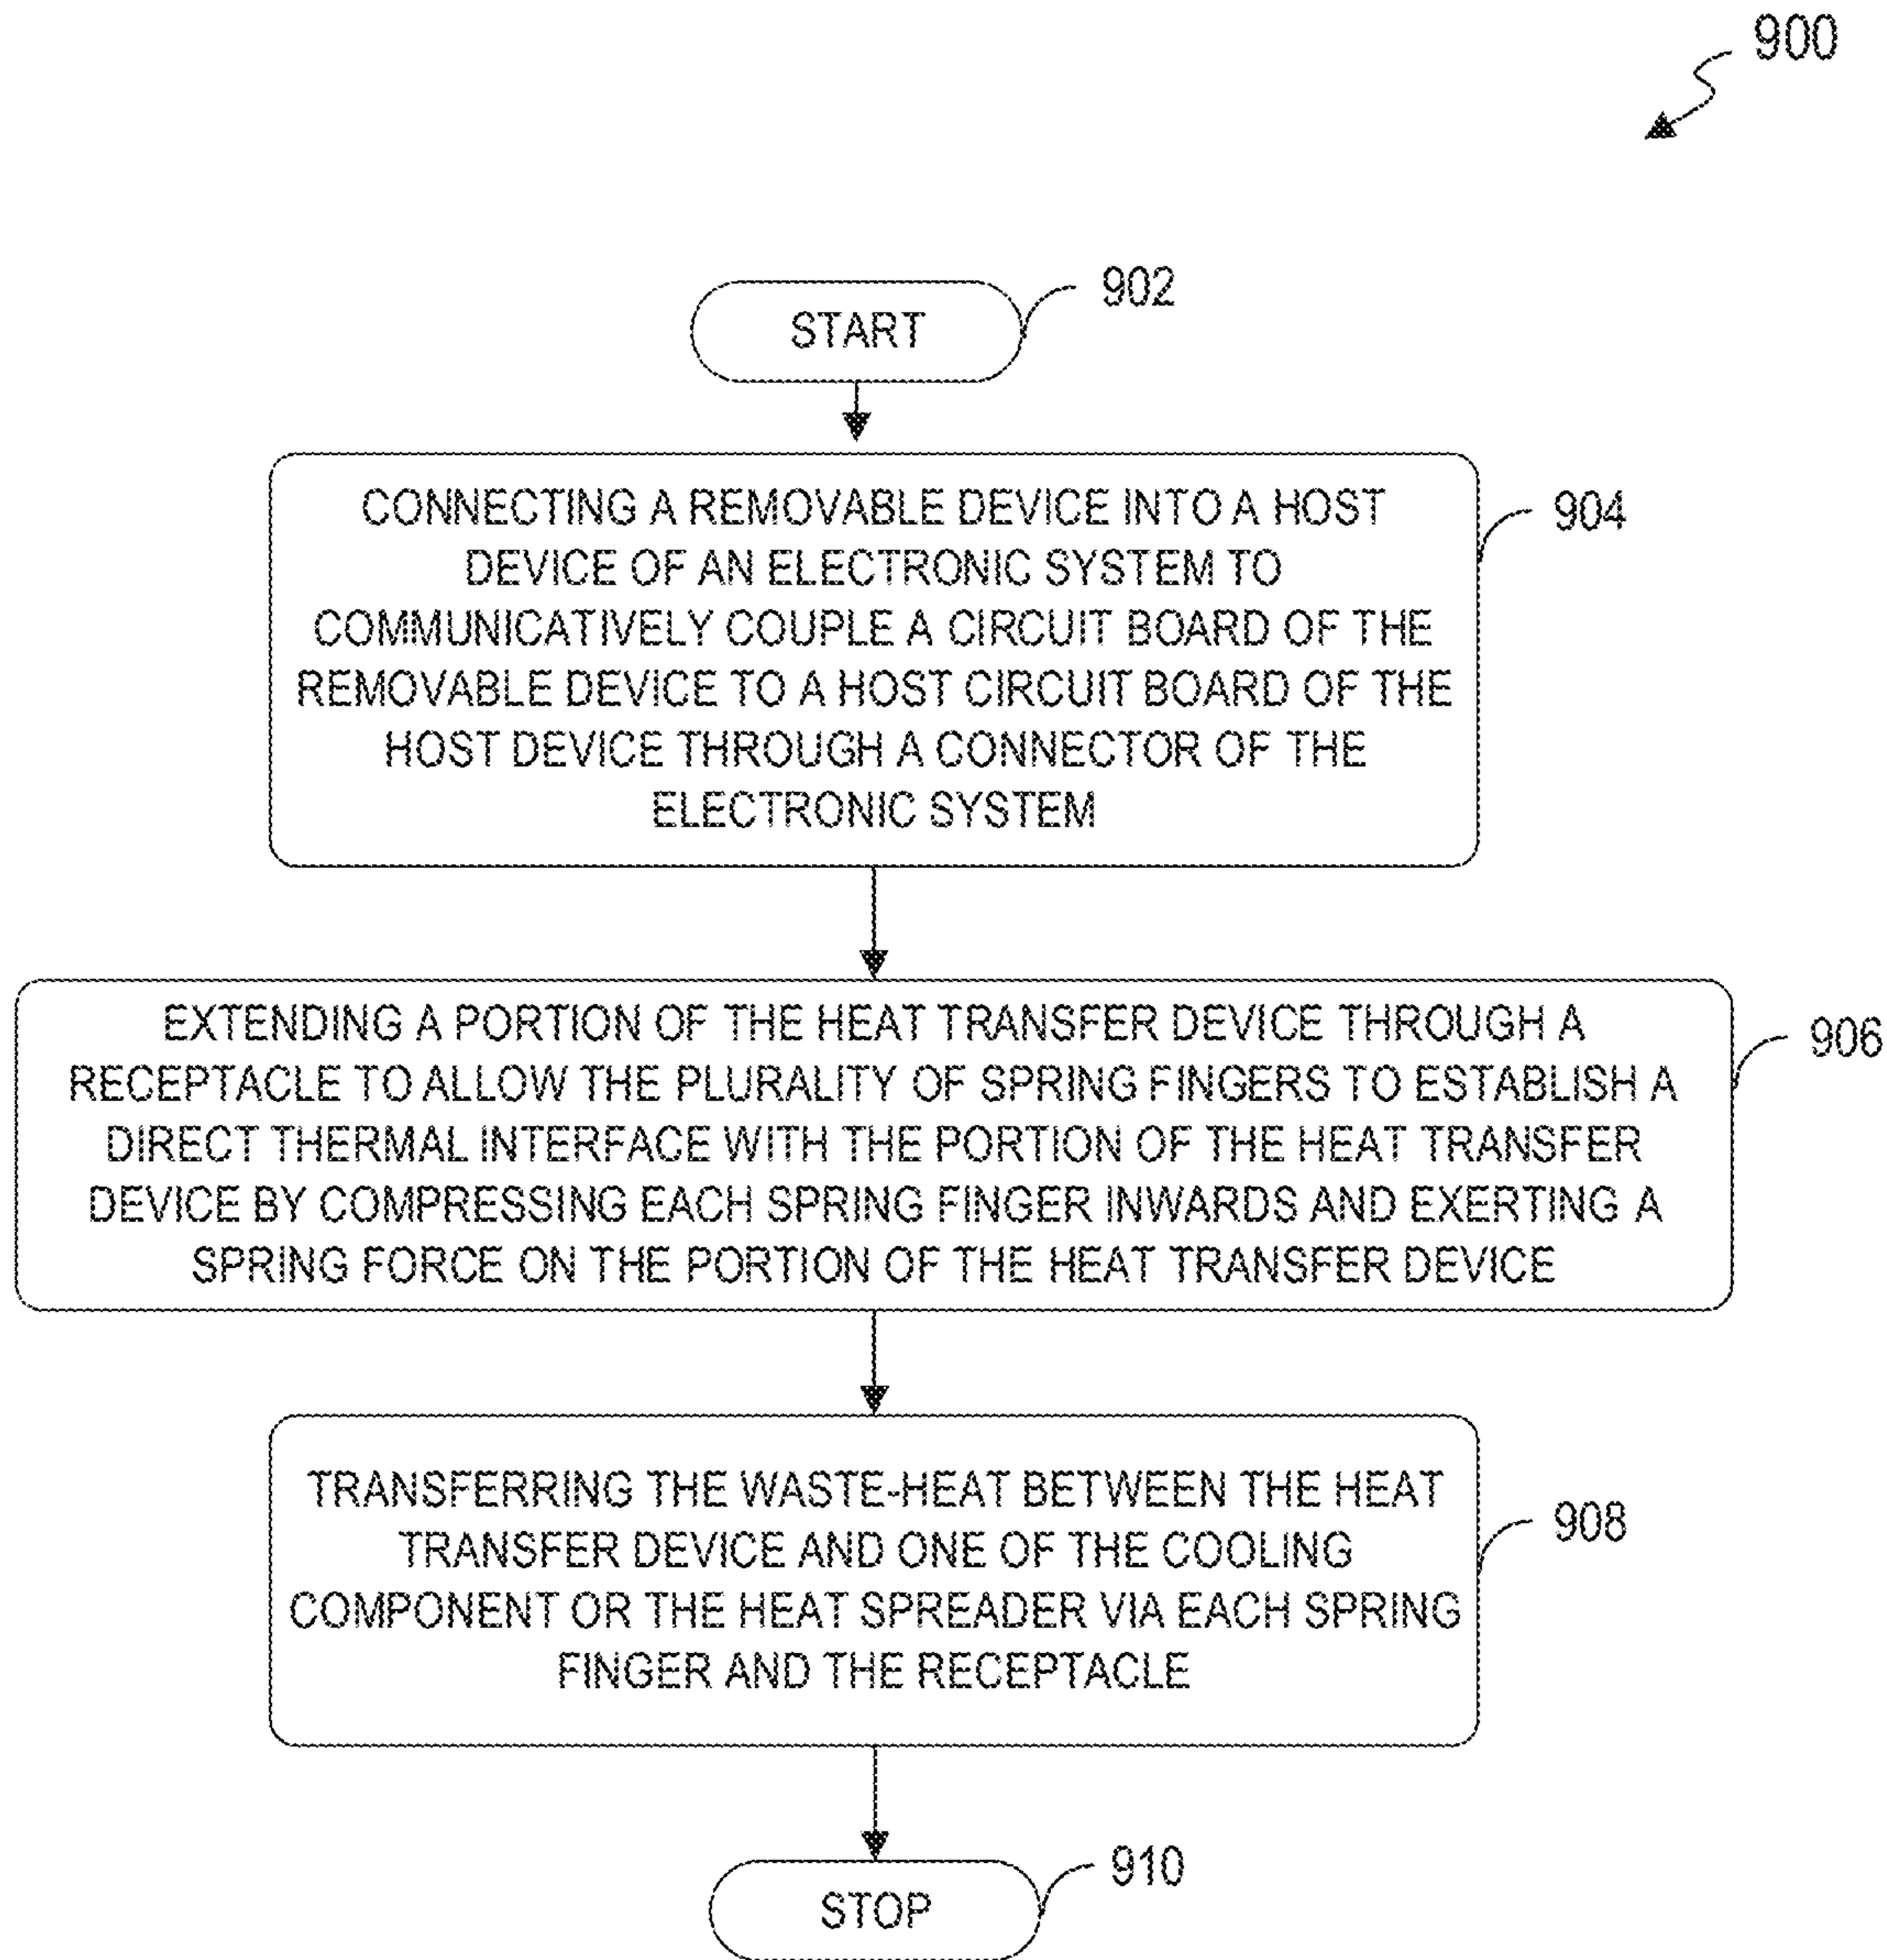 900
START
902
CONNECTING A REMOVABLE DEVICE INTO A HOST
DEVICE OF AN ELECTRONIC SYSTEM TO
COMMUNICATIVELY COUPLE A CIRCUIT BOARD OF THE
REMOVABLE DEVICE TO A HOST CIRCUIT BOARD OF THE
HOST DEVICE THROUGH A CONNECTOR OF THE
ELECTRONIC SYSTEM
904
EXTENDING A PORTION OF THE HEAT TRANSFER DEVICE THROUGH A
RECEPTACLE TO ALLOW THE PLURALITY OF SPRING FINGERS TO ESTABLISH A
DIRECT THERMAL INTERFACE WITH THE PORTION OF THE HEAT TRANSFER
DEVICE BY COMPRESSING EACH SPRING FINGER INWARDS AND EXERTING A
SPRING FORCE ON THE PORTION OF THE HEAT TRANSFER DEVICE
906
TRANSFERRING THE WASTE-HEAT BETWEEN THE HEAT
TRANSFER DEVICE AND ONE OF THE COOLING
COMPONENT OR THE HEAT SPREADER VIA EACH SPRING
FINGER AND THE RECEPTACLE
908
STOP
910